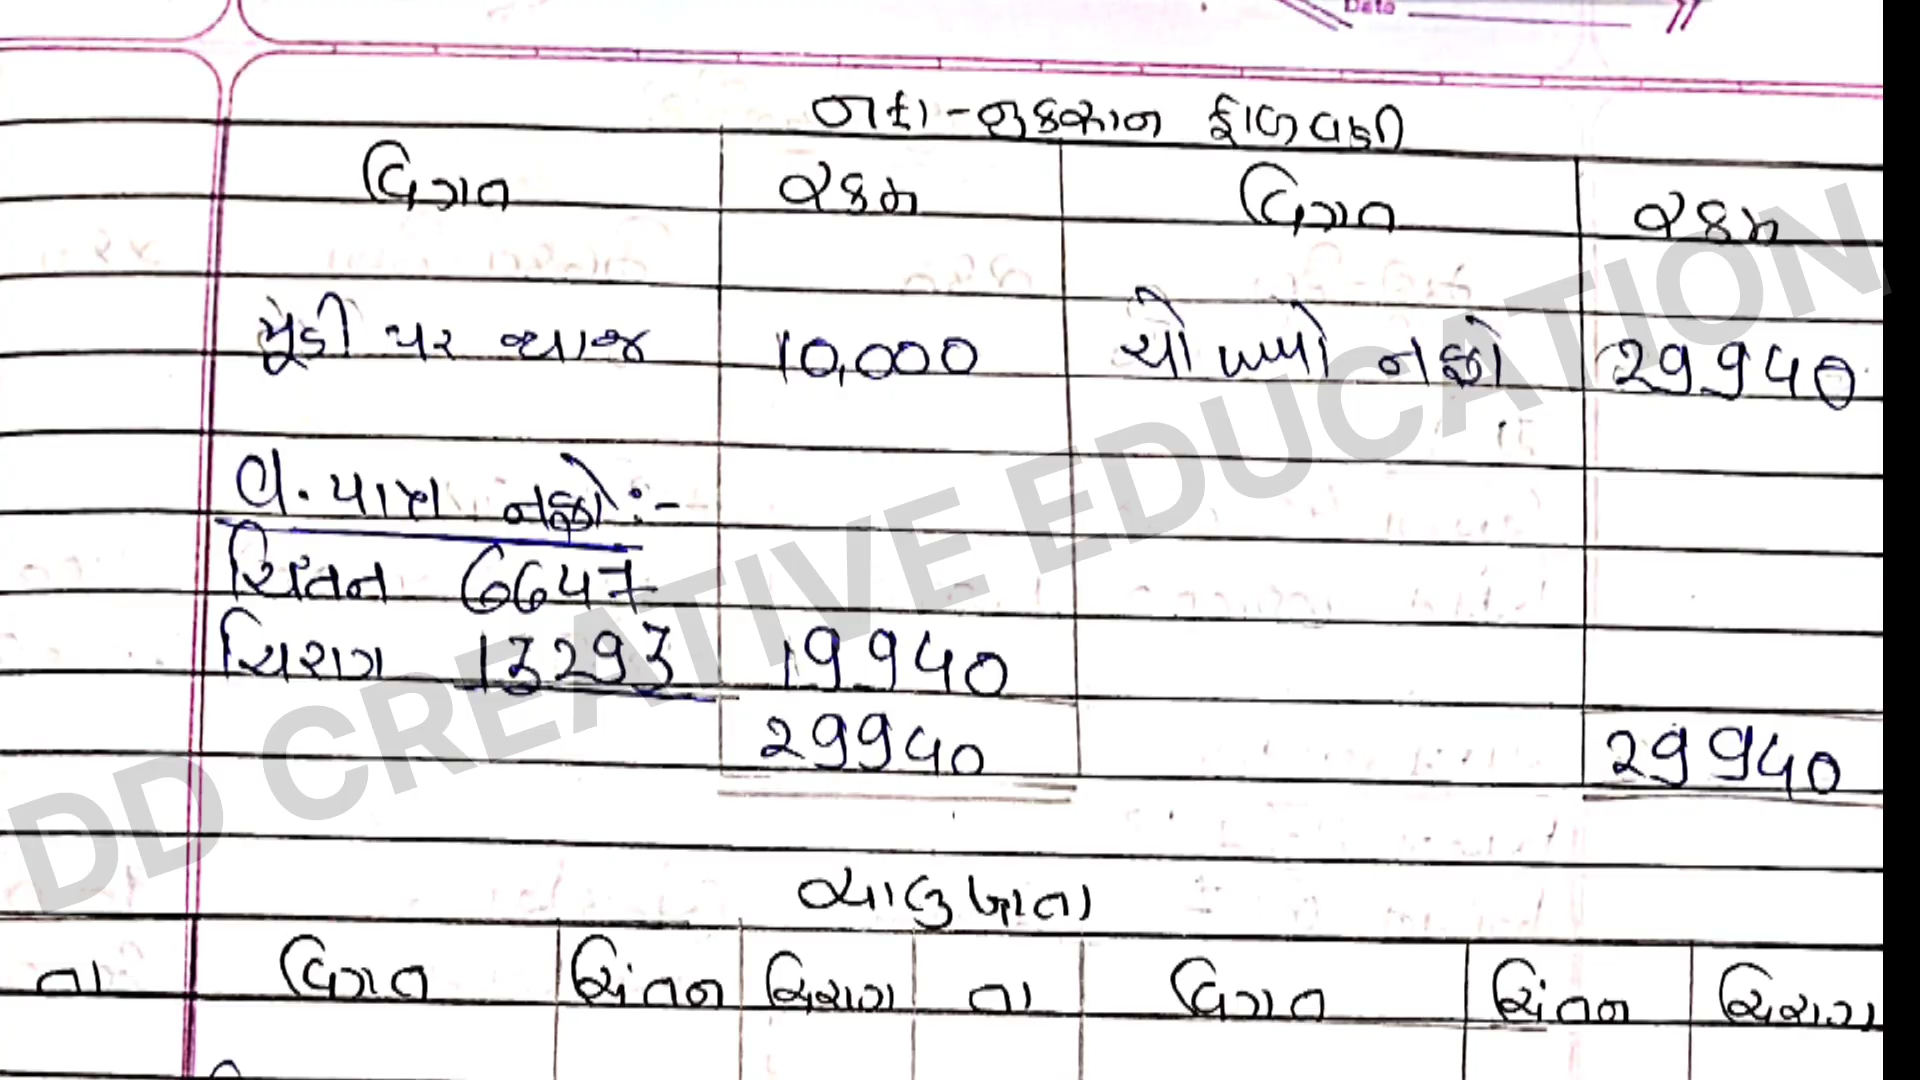 Date
નફા-નુકસાન ફાળવણી
વિગત રકમ વિગત રકમ
મૂડી પર વ્યાજ 10,000 ચોખ્ખો નફો 29940
વ. પાત્ર નફો:-
ચિંતન 6647
ચિરાગ 13293 19940
29940 29940
ચાલુ ખાતા
તા વિગત ચિંતન ચિરાગ તા વિગત ચિંતન ચિરાગ
DD CREATIVE EDUCATION